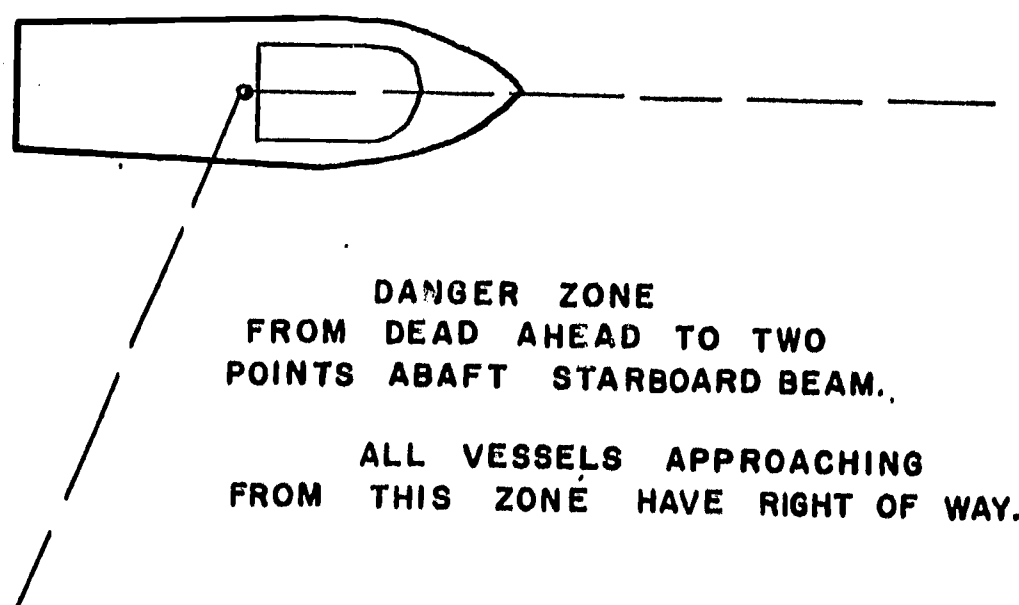 DANGER ZONE
FROM DEAD AHEAD TO TWO
POINTS ABAFT STARBOARD BEAM.
ALL VESSELS APPROACHING
FROM THIS ZONE HAVE RIGHT OF WAY.